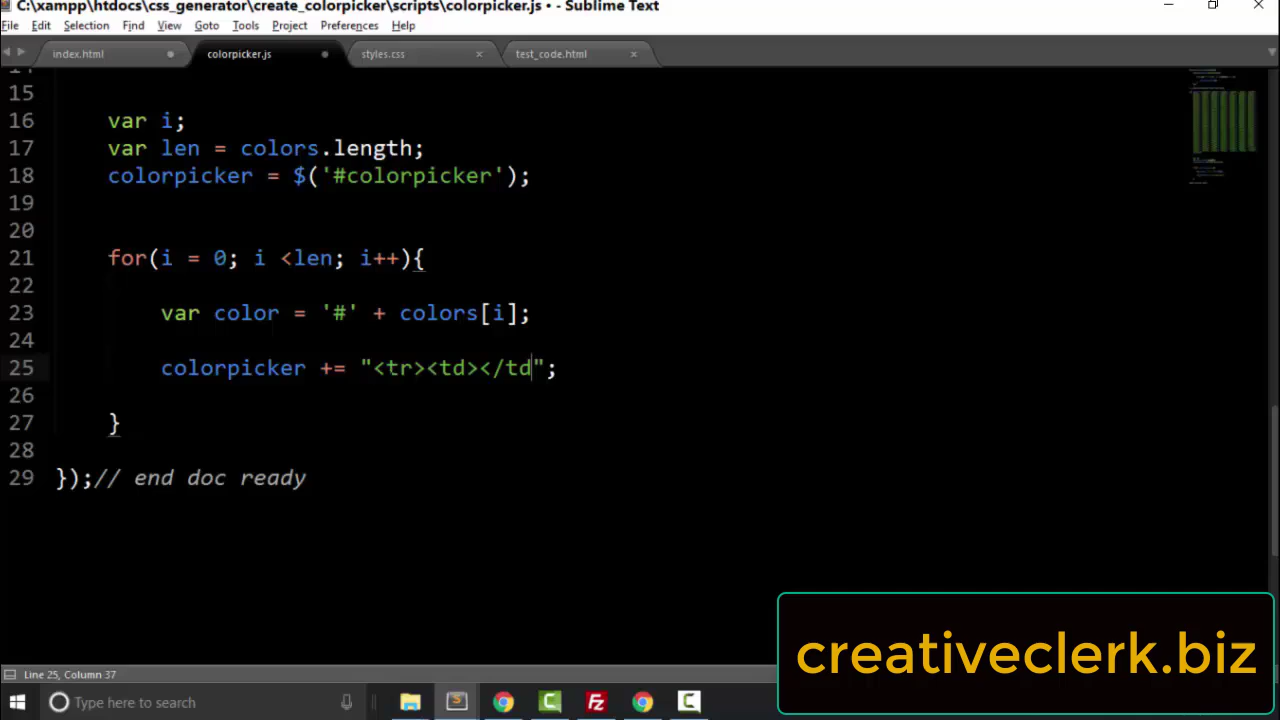 C:\xampp\htdocs\css_generator\create_colorpicker\scripts\colorpicker.js • - Sublime Text
File Edit Selection Find View Goto Tools Project Preferences Help
index.html colorpicker.js styles.css test_code.html
15
16 var i;
17 var len = colors.length;
18 colorpicker = $('#colorpicker');
19
20
21 for(i = 0; i <len; i++){
22
23 var color = '#' + colors[i];
24
25 colorpicker += "<tr><td></td";
26
27 }
28
29 });// end doc ready
creativeclerk.biz
Line 25, Column 37
Type here to search